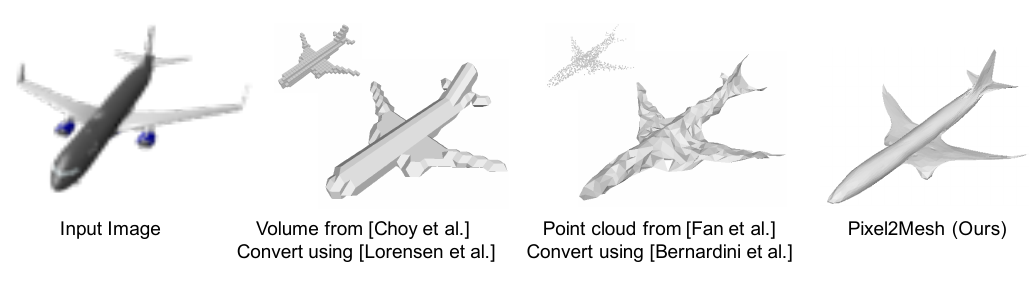 Input Image
Volume from [Choy et al.]
Convert using [Lorensen et al.]
Point cloud from [Fan et al.]
Convert using [Bernardini et al.]
Pixel2Mesh (Ours)